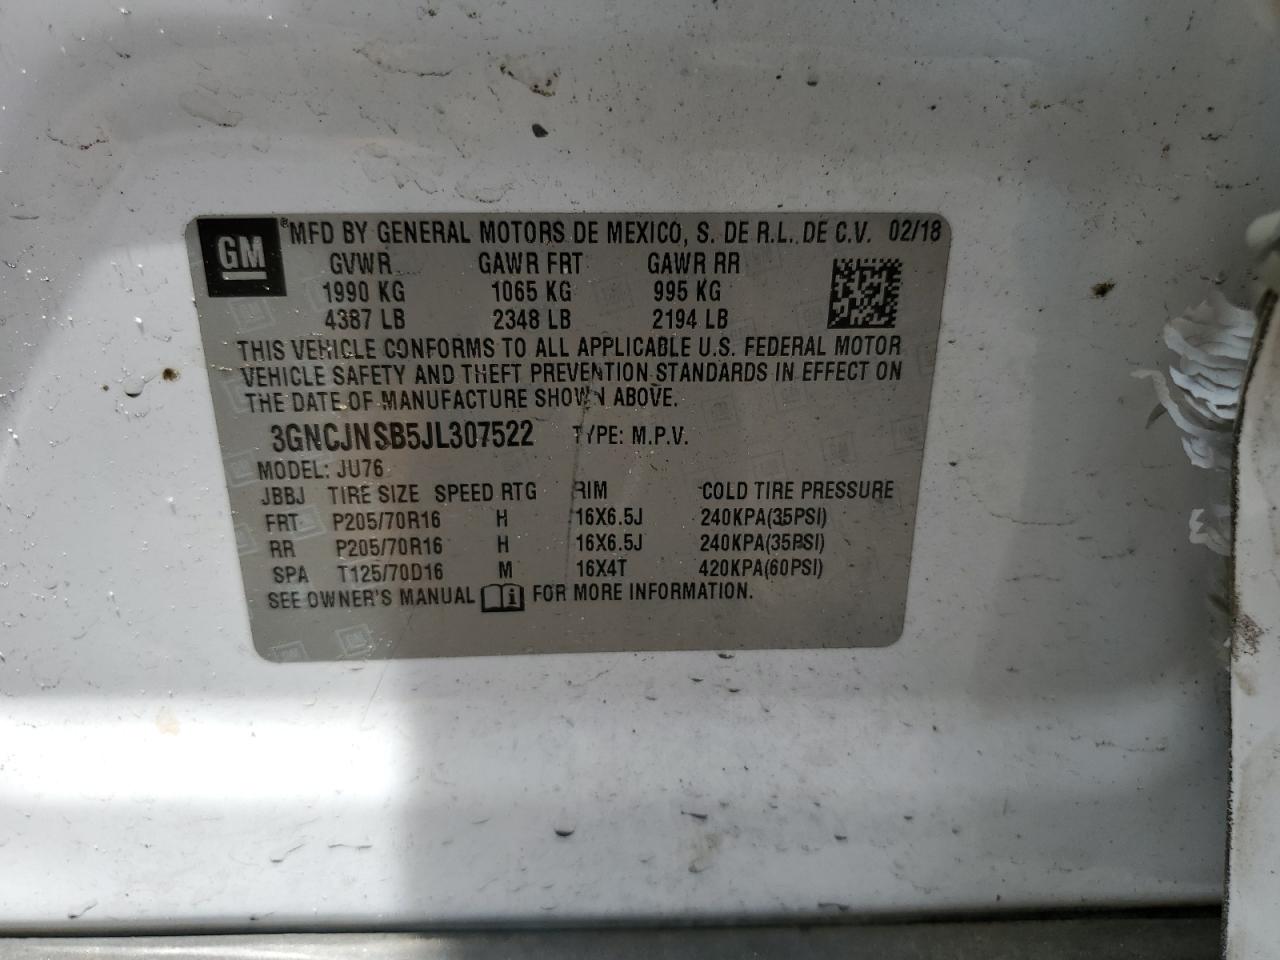 GM ® MFD BY GENERAL MOTORS DE MEXICO, S. DE R.L. DE C.V. 02/18
GVWR GAWR FRT GAWR RR
1990 KG 1065 KG 995 KG
4387 LB 2348 LB 2194 LB
THIS VEHICLE CONFORMS TO ALL APPLICABLE U.S. FEDERAL MOTOR
VEHICLE SAFETY AND THEFT PREVENTION STANDARDS IN EFFECT ON
THE DATE OF MANUFACTURE SHOWN ABOVE.
3GNCJNSB5JL307522 TYPE: M.P.V.
MODEL: JU76
JBBJ TIRE SIZE SPEED RTG RIM COLD TIRE PRESSURE
FRT P205/70R16 H 16X6.5J 240KPA(35PSI)
RR P205/70R16 H 16X6.5J 240KPA(35PSI)
SPA T125/70D16 M 16X4T 420KPA(60PSI)
SEE OWNER'S MANUAL i FOR MORE INFORMATION.